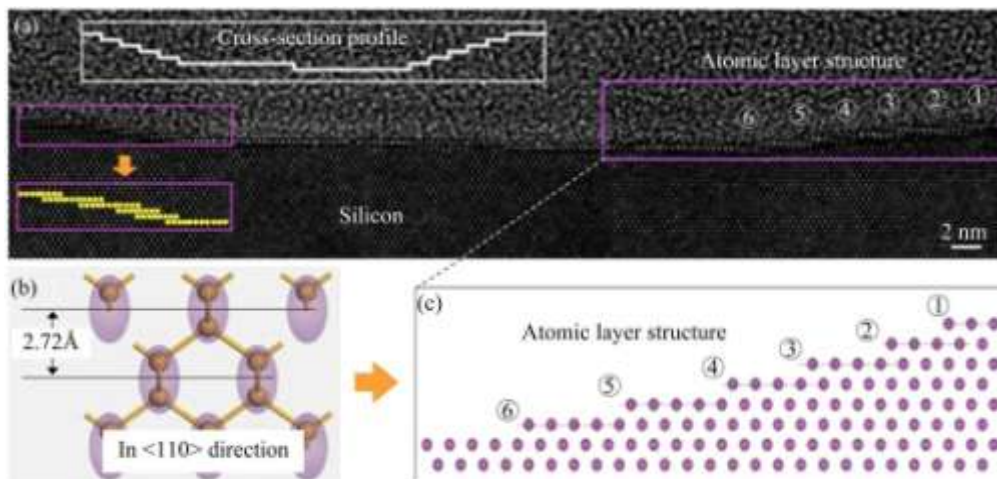 (a)
Cross-section profile
Atomic layer structure
⑥ ⑤ ④ ③ ② ①
Silicon
2 nm
(b)
2.72Å
In <110> direction
(c)
Atomic layer structure
①
②
③
④
⑤
⑥